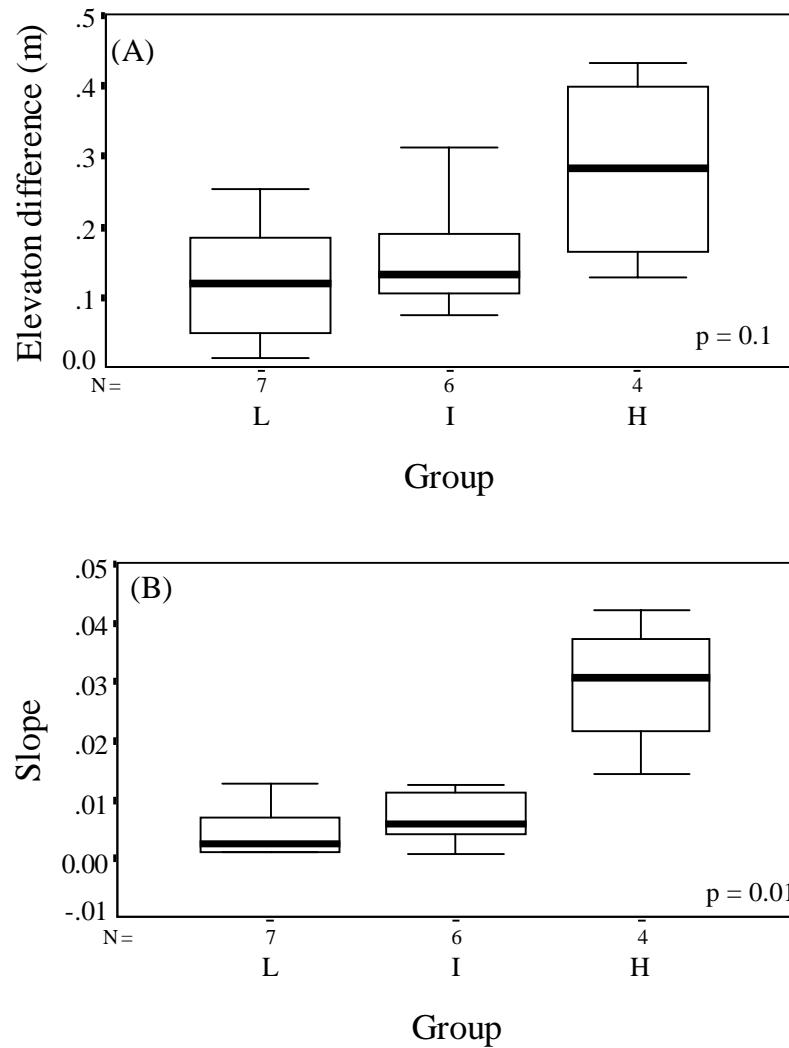 (A)
Elevaton difference (m)
.5
.4
.3
.2
.1
0.0
p = 0.1
N = 7 6 4
L I H
Group
(B)
Slope
.05
.04
.03
.02
.01
0.00
-.01
p = 0.01
N = 7 6 4
L I H
Group